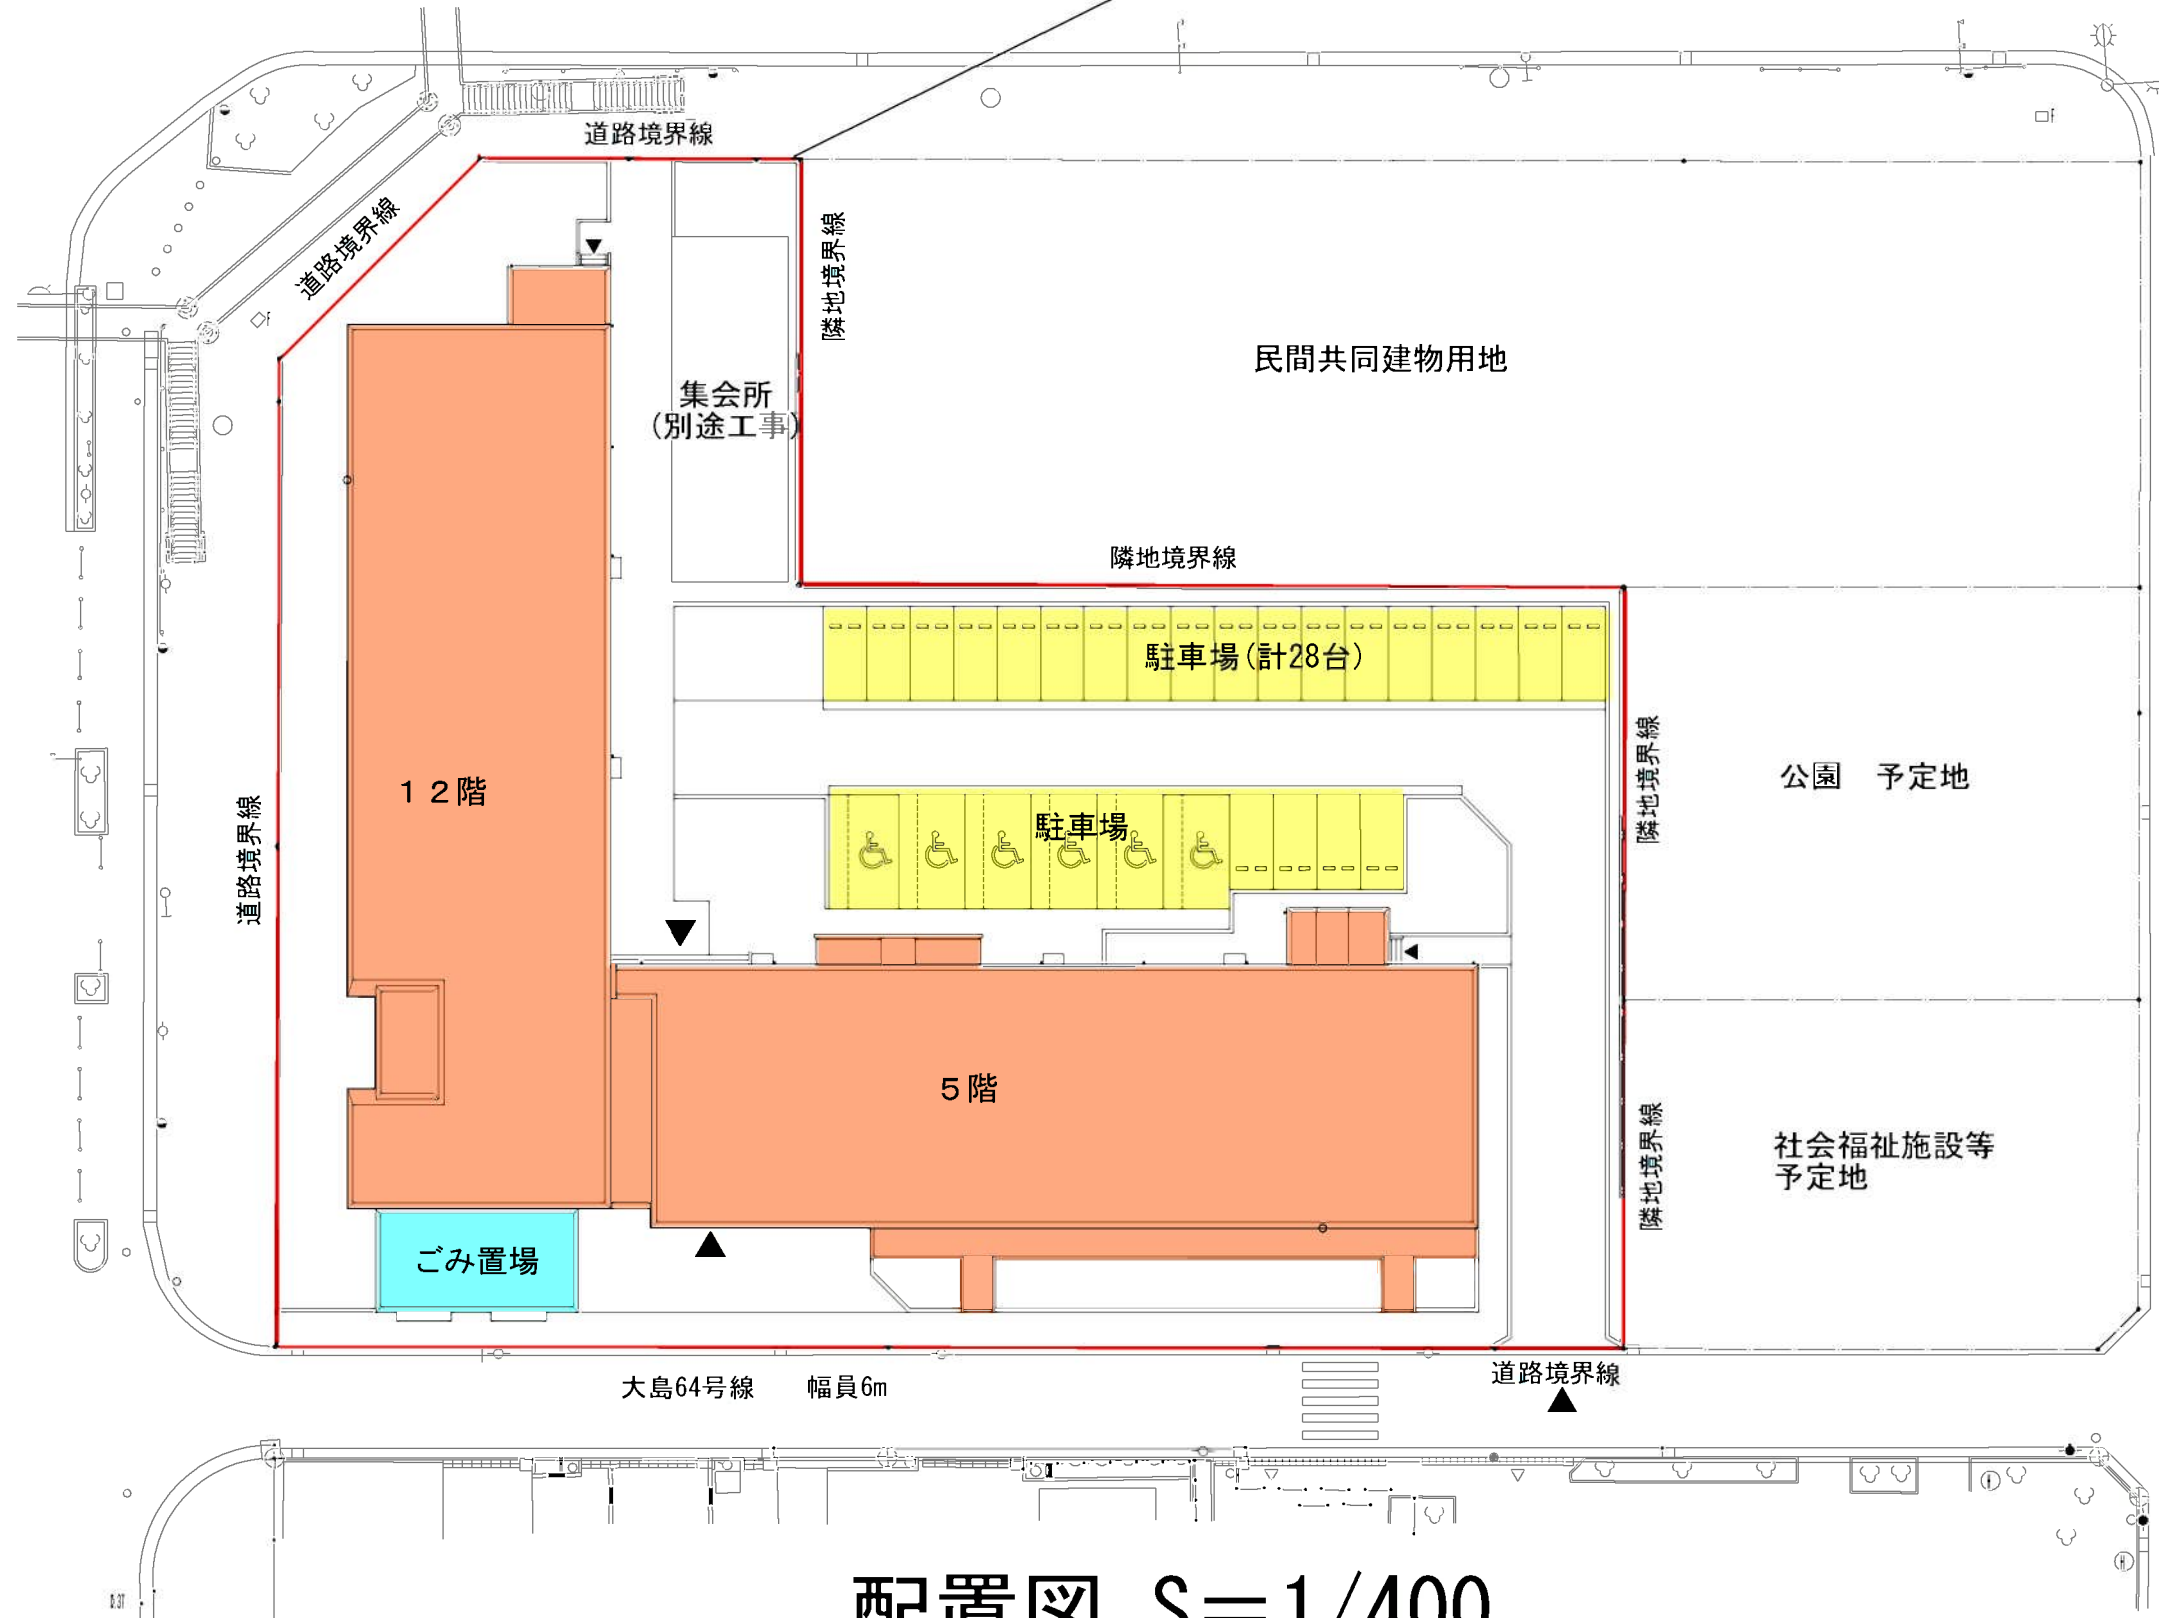 道路境界線
道路境界線
隣地境界線
民間共同建物用地
集会所
(別途工事)
隣地境界線
駐車場(計28台)
隣地境界線
公園　予定地
12階
駐車場
道路境界線
5階
隣地境界線
社会福祉施設等
予定地
ごみ置場
道路境界線
大島64号線　幅員6m
配置図 S=1/400